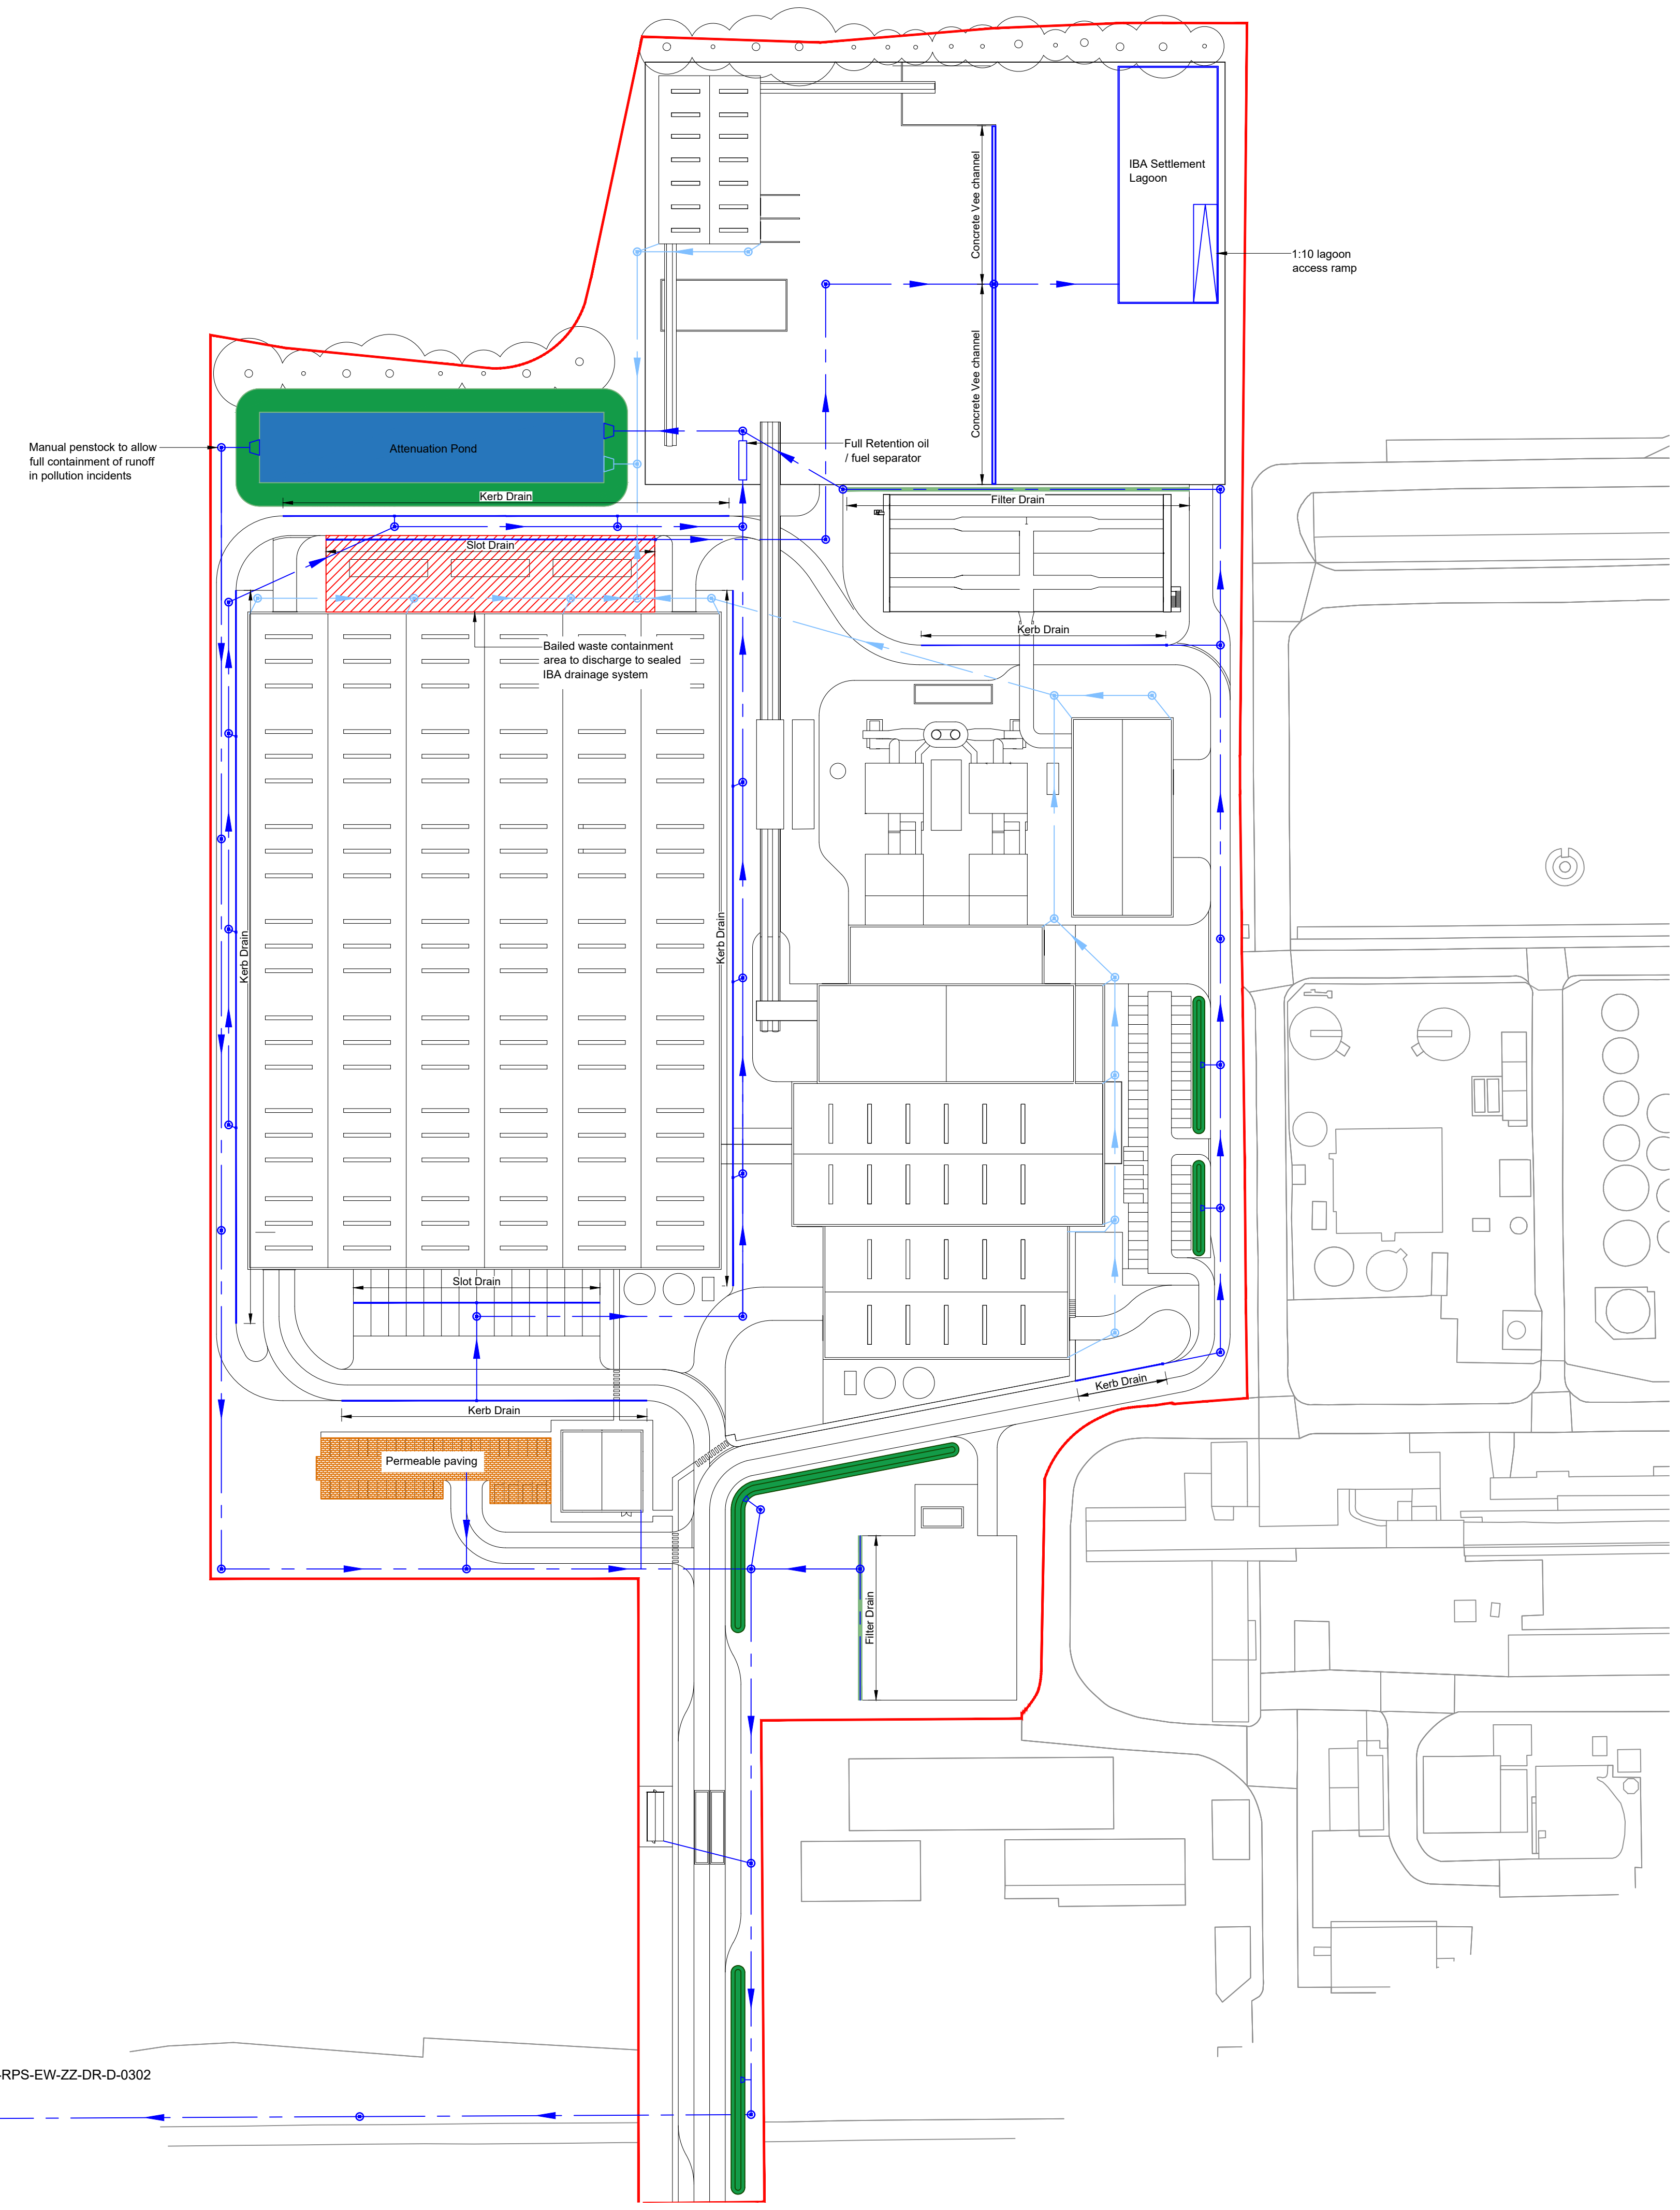 IBA Settlement
Lagoon
Concrete Vee channel
1:10 lagoon
access ramp
Concrete Vee channel
Manual penstock to allow
full containment of runoff
in pollution incidents
Attenuation Pond
Full Retention oil
/ fuel separator
Kerb Drain
Filter Drain
Slot Drain
Kerb Drain
Bailed waste containment
area to discharge to sealed
IBA drainage system
Kerb Drain
Kerb Drain
Slot Drain
Kerb Drain
Kerb Drain
Permeable paving
Filter Drain
-RPS-EW-ZZ-DR-D-0302